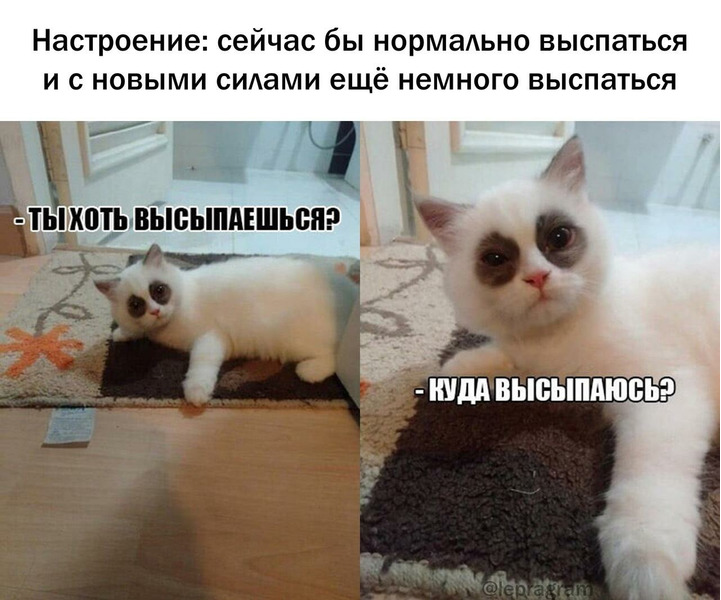 Настроение: сейчас бы нормально выспаться
и с новыми силами ещё немного выспаться
- ТЫ ХОТЬ ВЫСЫПАЕШЬСЯ?
- КУДА ВЫСЫПАЮСЬ?
@lepragram